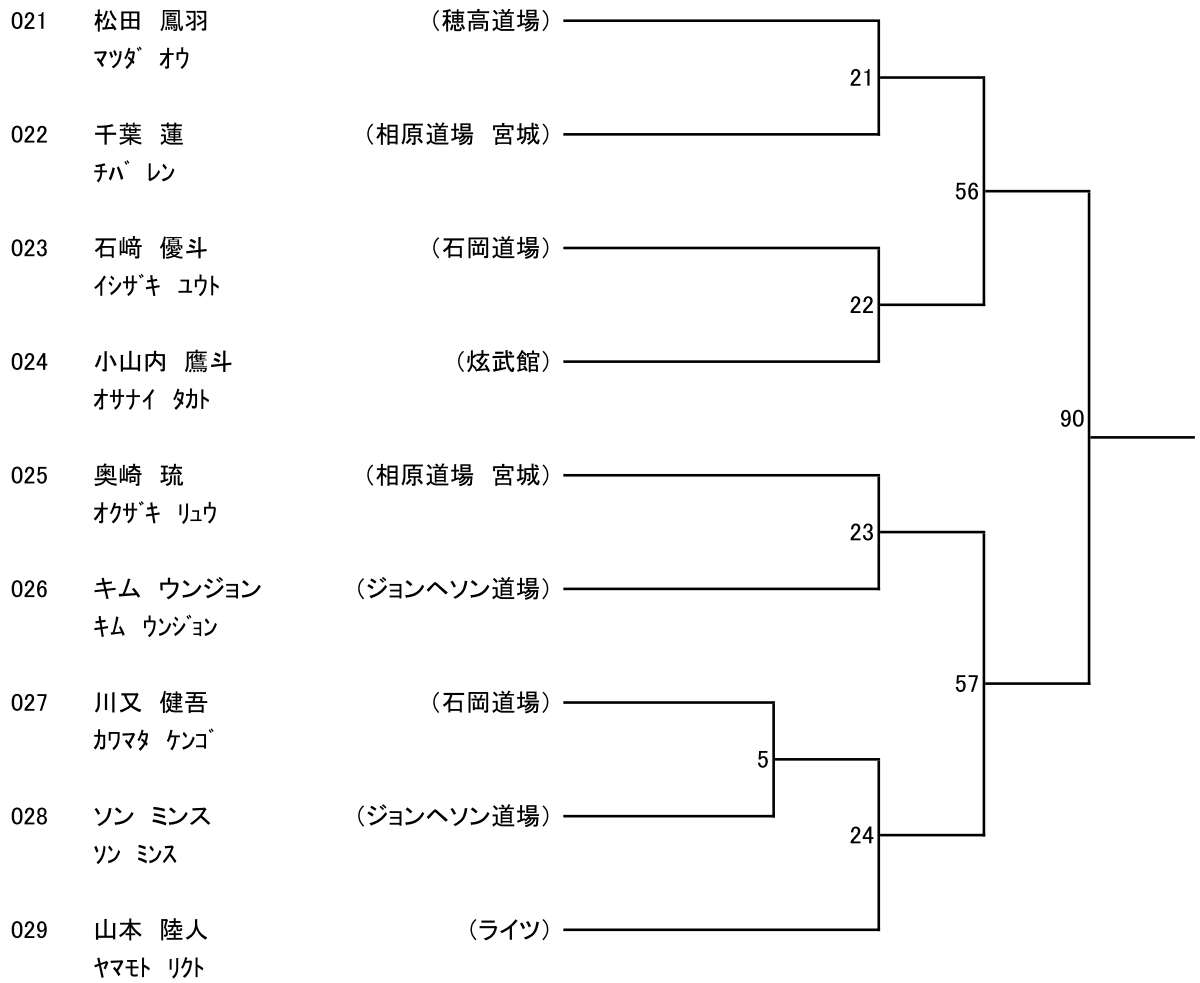 021 松田 鳳羽 （穂高道場）
ﾏﾂﾀﾞ ｵｳ
21
022 千葉 蓮 （相原道場 宮城）
ﾁﾊﾞ ﾚﾝ
56
023 石﨑 優斗 （石岡道場）
ｲｼｻﾞｷ ﾕｳﾄ
22
024 小山内 鷹斗 （炫武館）
ｵｻﾅｲ ﾀｶﾄ
90
025 奥崎 琉 （相原道場 宮城）
ｵｸｻﾞｷ ﾘｭｳ
23
026 キム ウンジョン （ジョンヘソン道場）
ｷﾑ ｳﾝｼﾞｮﾝ
57
027 川又 健吾 （石岡道場）
ｶﾜﾏﾀ ｹﾝｺﾞ
5
028 ソン ミンス （ジョンヘソン道場）
ｿﾝ ﾐﾝｽ
24
029 山本 陸人 （ライツ）
ﾔﾏﾓﾄ ﾘｸﾄ